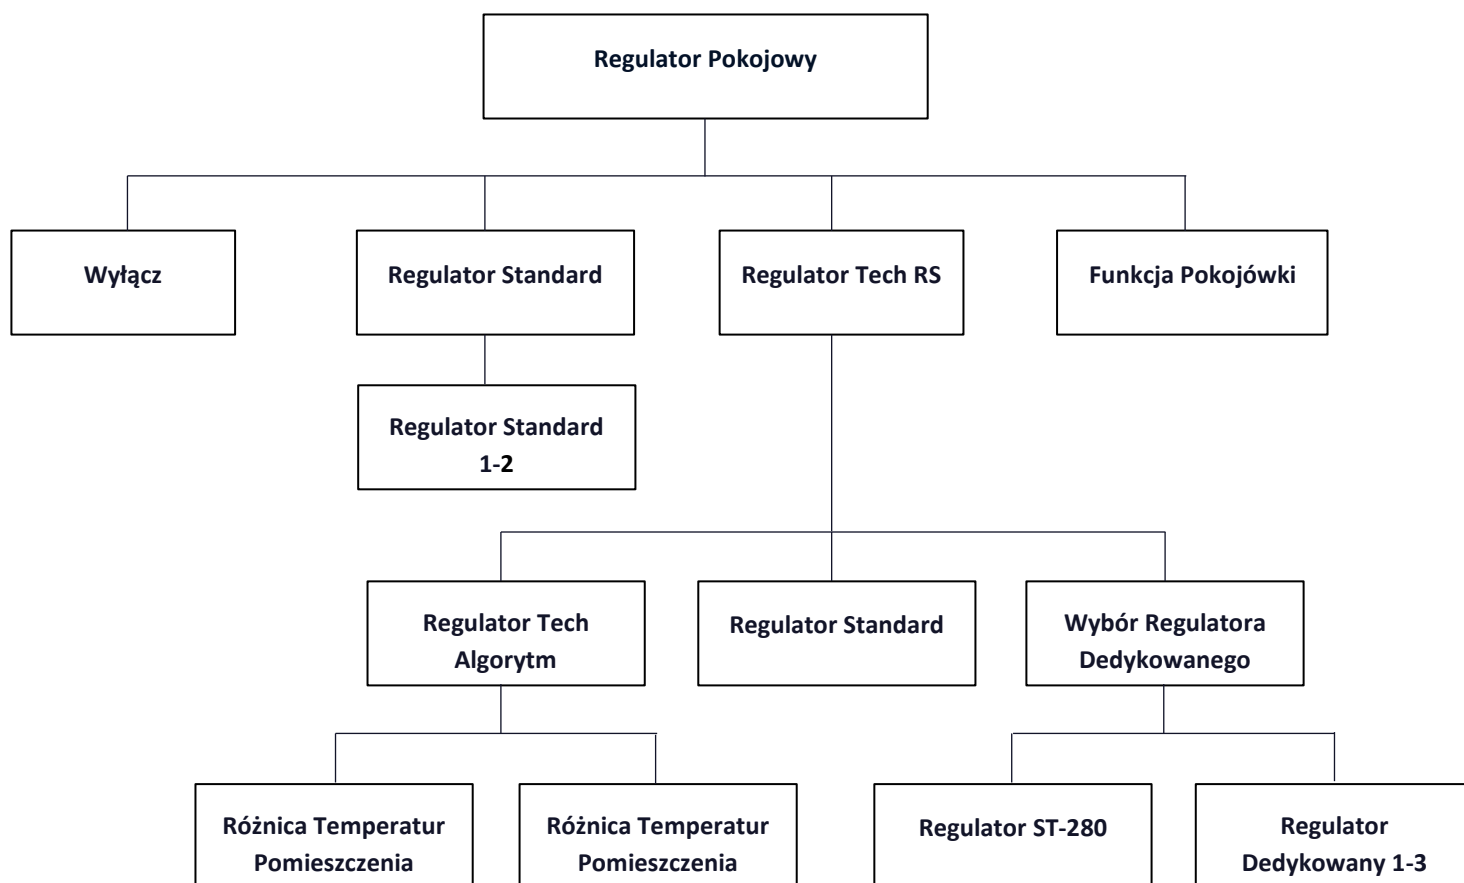 Regulator Pokojowy
Wyłącz
Regulator Standard
Regulator Tech RS
Funkcja Pokojówki
Regulator Standard
1-2
Regulator Tech
Algorytm
Regulator Standard
Wybór Regulatora
Dedykowanego
Różnica Temperatur
Pomieszczenia
Różnica Temperatur
Pomieszczenia
Regulator ST-280
Regulator
Dedykowany 1-3